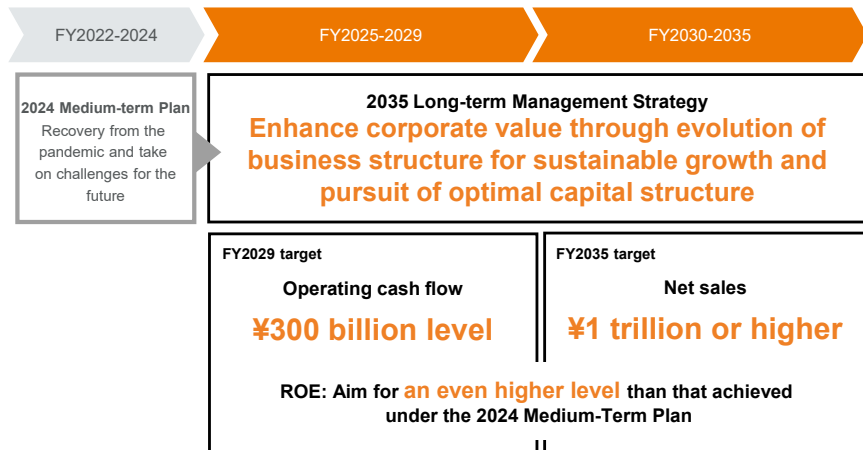 FY2022-2024
FY2025-2029
FY2030-2035
2024 Medium-term Plan
Recovery from the
pandemic and take
on challenges for the
future
2035 Long-term Management Strategy
Enhance corporate value through evolution of
business structure for sustainable growth and
pursuit of optimal capital structure
FY2029 target
Operating cash flow
¥300 billion level
FY2035 target
Net sales
¥1 trillion or higher
ROE: Aim for an even higher level than that achieved
under the 2024 Medium-Term Plan